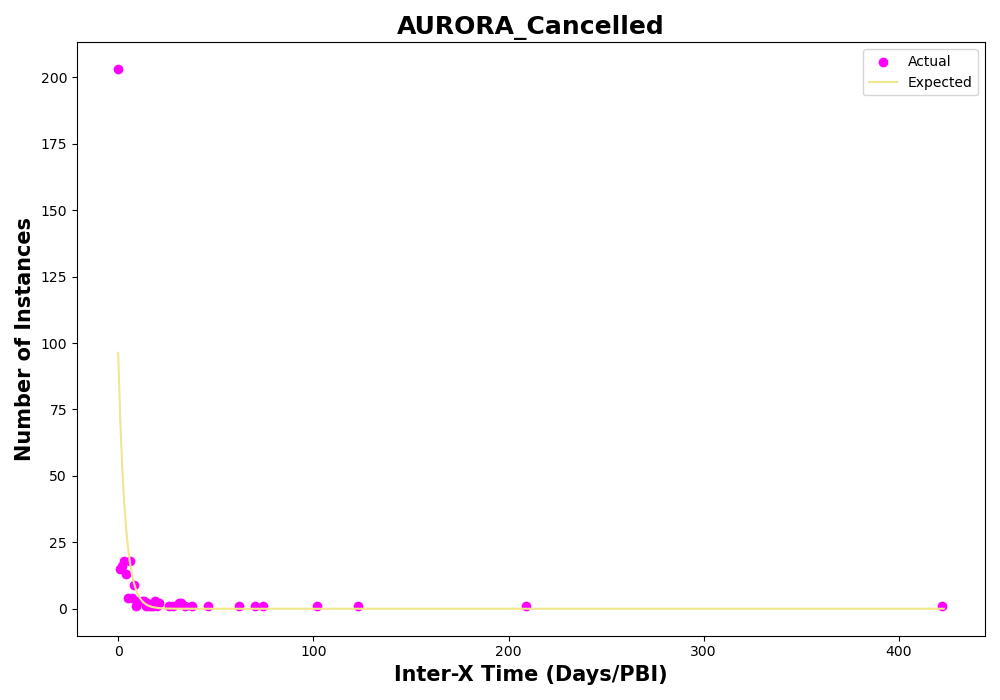 AURORA_Cancelled
Actual
Expected
Number of Instances
200
175
150
125
100
75
50
25
0
0
100
200
300
400
Inter-X Time (Days/PBI)